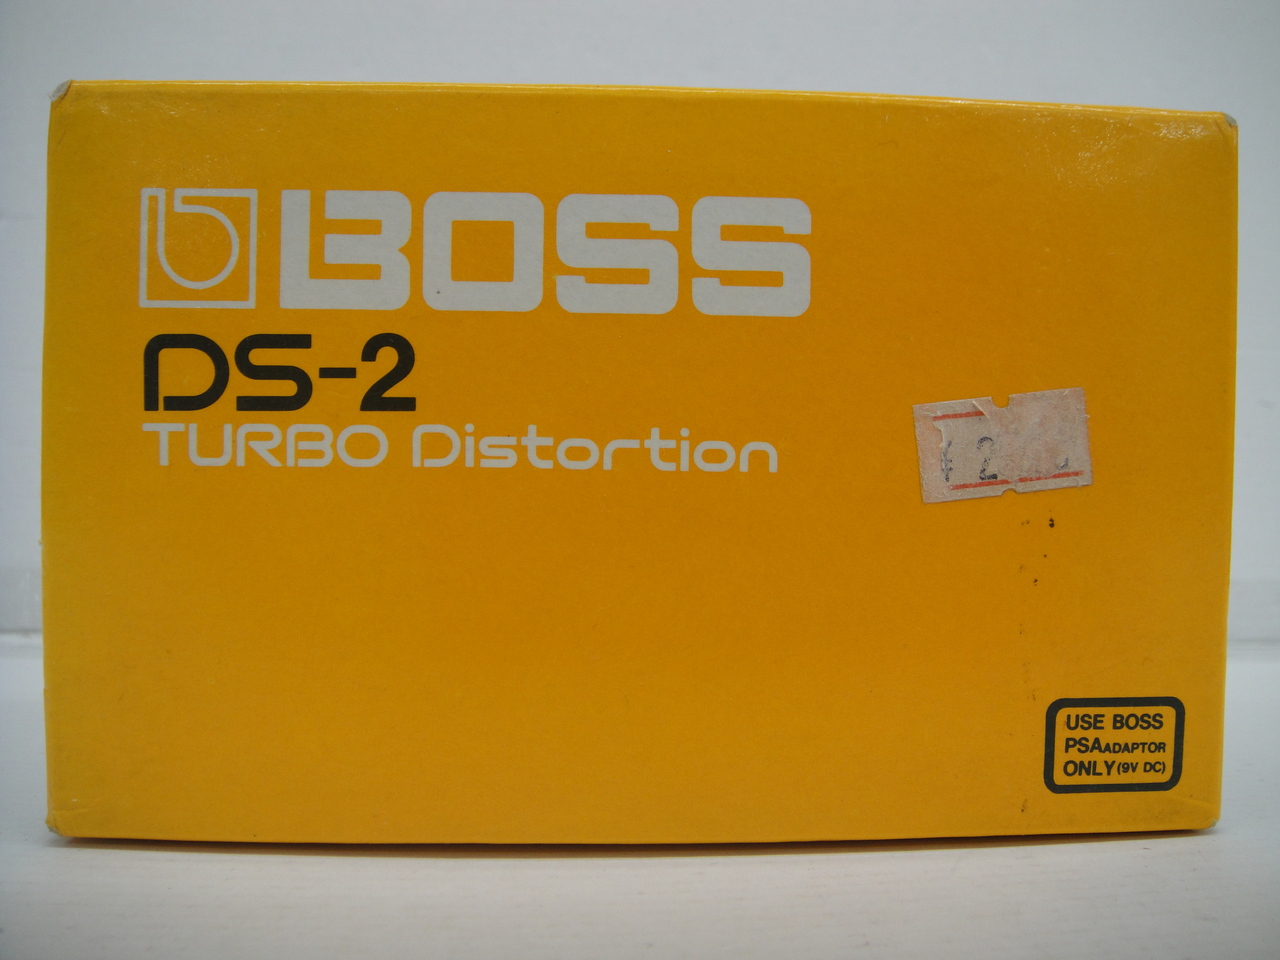 BOSS
DS-2
TURBO Distortion
USE BOSS
PSA ADAPTOR
ONLY (9V DC)